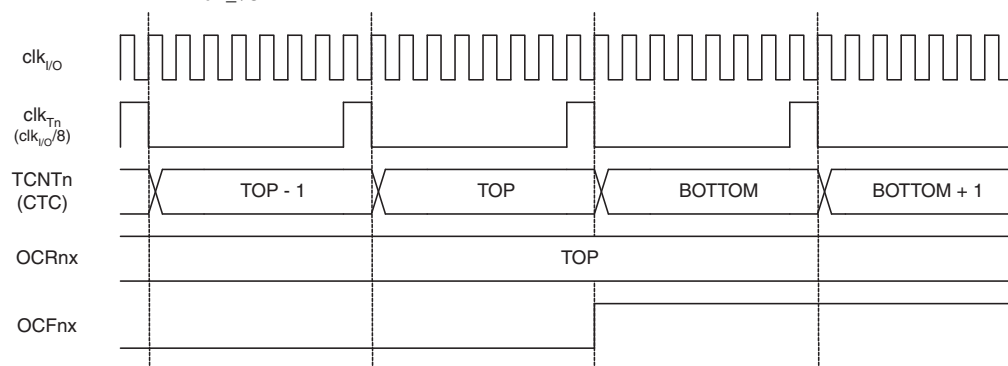 clkI/O
clkTn
(clkI/O/8)
TCNTn
(CTC)
TOP - 1
TOP
BOTTOM
BOTTOM + 1
OCRnx
TOP
OCFnx